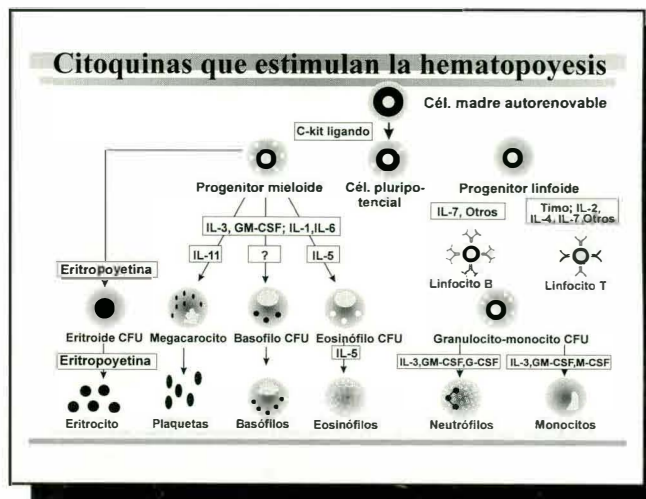 Citoquinas que estimulan la hematopoyesis
Cél. madre autorenovable
C-kit ligando
Progenitor mieloide
Cél. pluripo-
tencial
Progenitor linfoide
IL-3, GM-CSF; IL-1,IL-6
IL-7, Otros
Timo; IL-2,
IL-4, IL-7,Otros
IL-11
?
IL-5
Eritropoyetina
Linfocito B
Linfocito T
Eritroide CFU
Megacarocito
Basofilo CFU
Eosinófilo CFU
Granulocito-monocito CFU
Eritropoyetina
IL-5
IL-3,GM-CSF,G-CSF
IL-3,GM-CSF,M-CSF
Eritrocito
Plaquetas
Basófilos
Eosinófilos
Neutrófilos
Monocitos